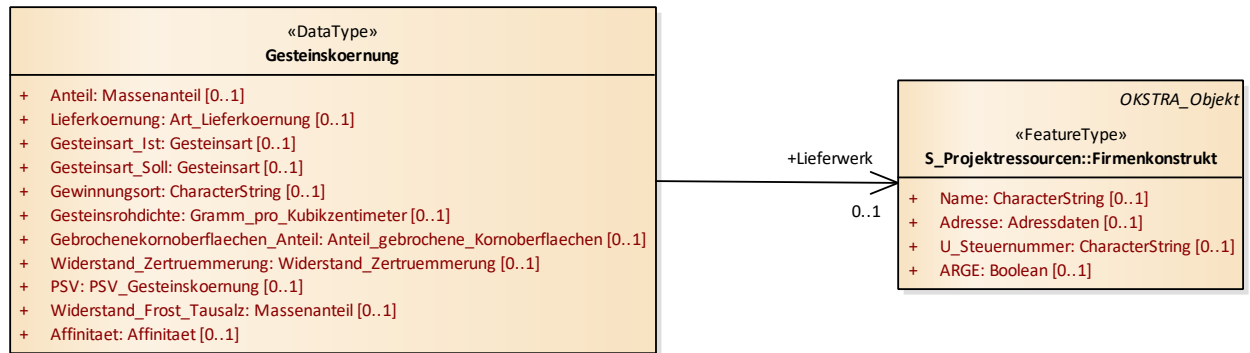 «DataType»
Gesteinskoernung
+ Anteil: Massenanteil [0..1]
+ Lieferkoernung: Art_Lieferkoernung [0..1]
+ Gesteinsart_Ist: Gesteinsart [0..1]
+ Gesteinsart_Soll: Gesteinsart [0..1]
+ Gewinnungsort: CharacterString [0..1]
+ Gesteinsrohdichte: Gramm_pro_Kubikzentimeter [0..1]
+ Gebrochenekornoberflaechen_Anteil: Anteil_gebrochene_Kornoberflaechen [0..1]
+ Widerstand_Zertruemmerung: Widerstand_Zertruemmerung [0..1]
+ PSV: PSV_Gesteinskoernung [0..1]
+ Widerstand_Frost_Tausalz: Massenanteil [0..1]
+ Affinitaet: Affinitaet [0..1]
+Lieferwerk
0..1
OKSTRA_Objekt
«FeatureType»
S_Projektressourcen::Firmenkonstrukt
+ Name: CharacterString [0..1]
+ Adresse: Adressdaten [0..1]
+ U_Steuernummer: CharacterString [0..1]
+ ARGE: Boolean [0..1]